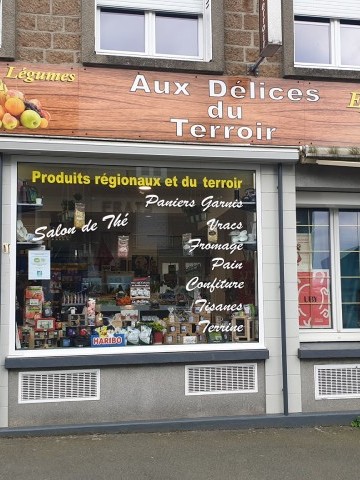 Légumes
Aux Délices
du
Terroir
Produits régionaux et du terroir
Paniers Garnis
Salon de Thé
Vracs
Fromage
Pain
Confiture
Tisanes
Terrine
HARIBO